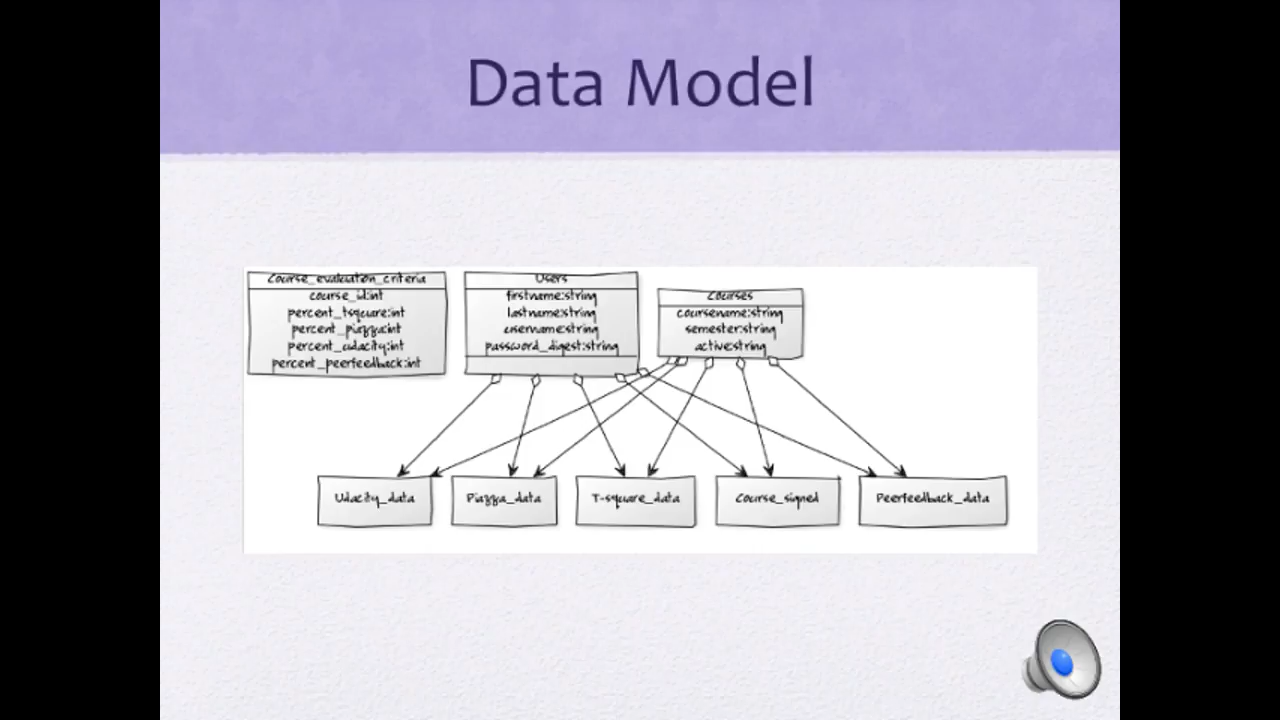 Data Model
Course_evaluation_criteria
course_id:int
percent_tsquare:int
percent_piazza:int
percent_udacity:int
percent_peerfeedback:int
Users
firstname:string
lastname:string
username:string
password_digest:string
Courses
coursename:string
semester:string
active:string
Udacity_data
Piazza_data
T-square_data
Course_signed
Peerfeedback_data